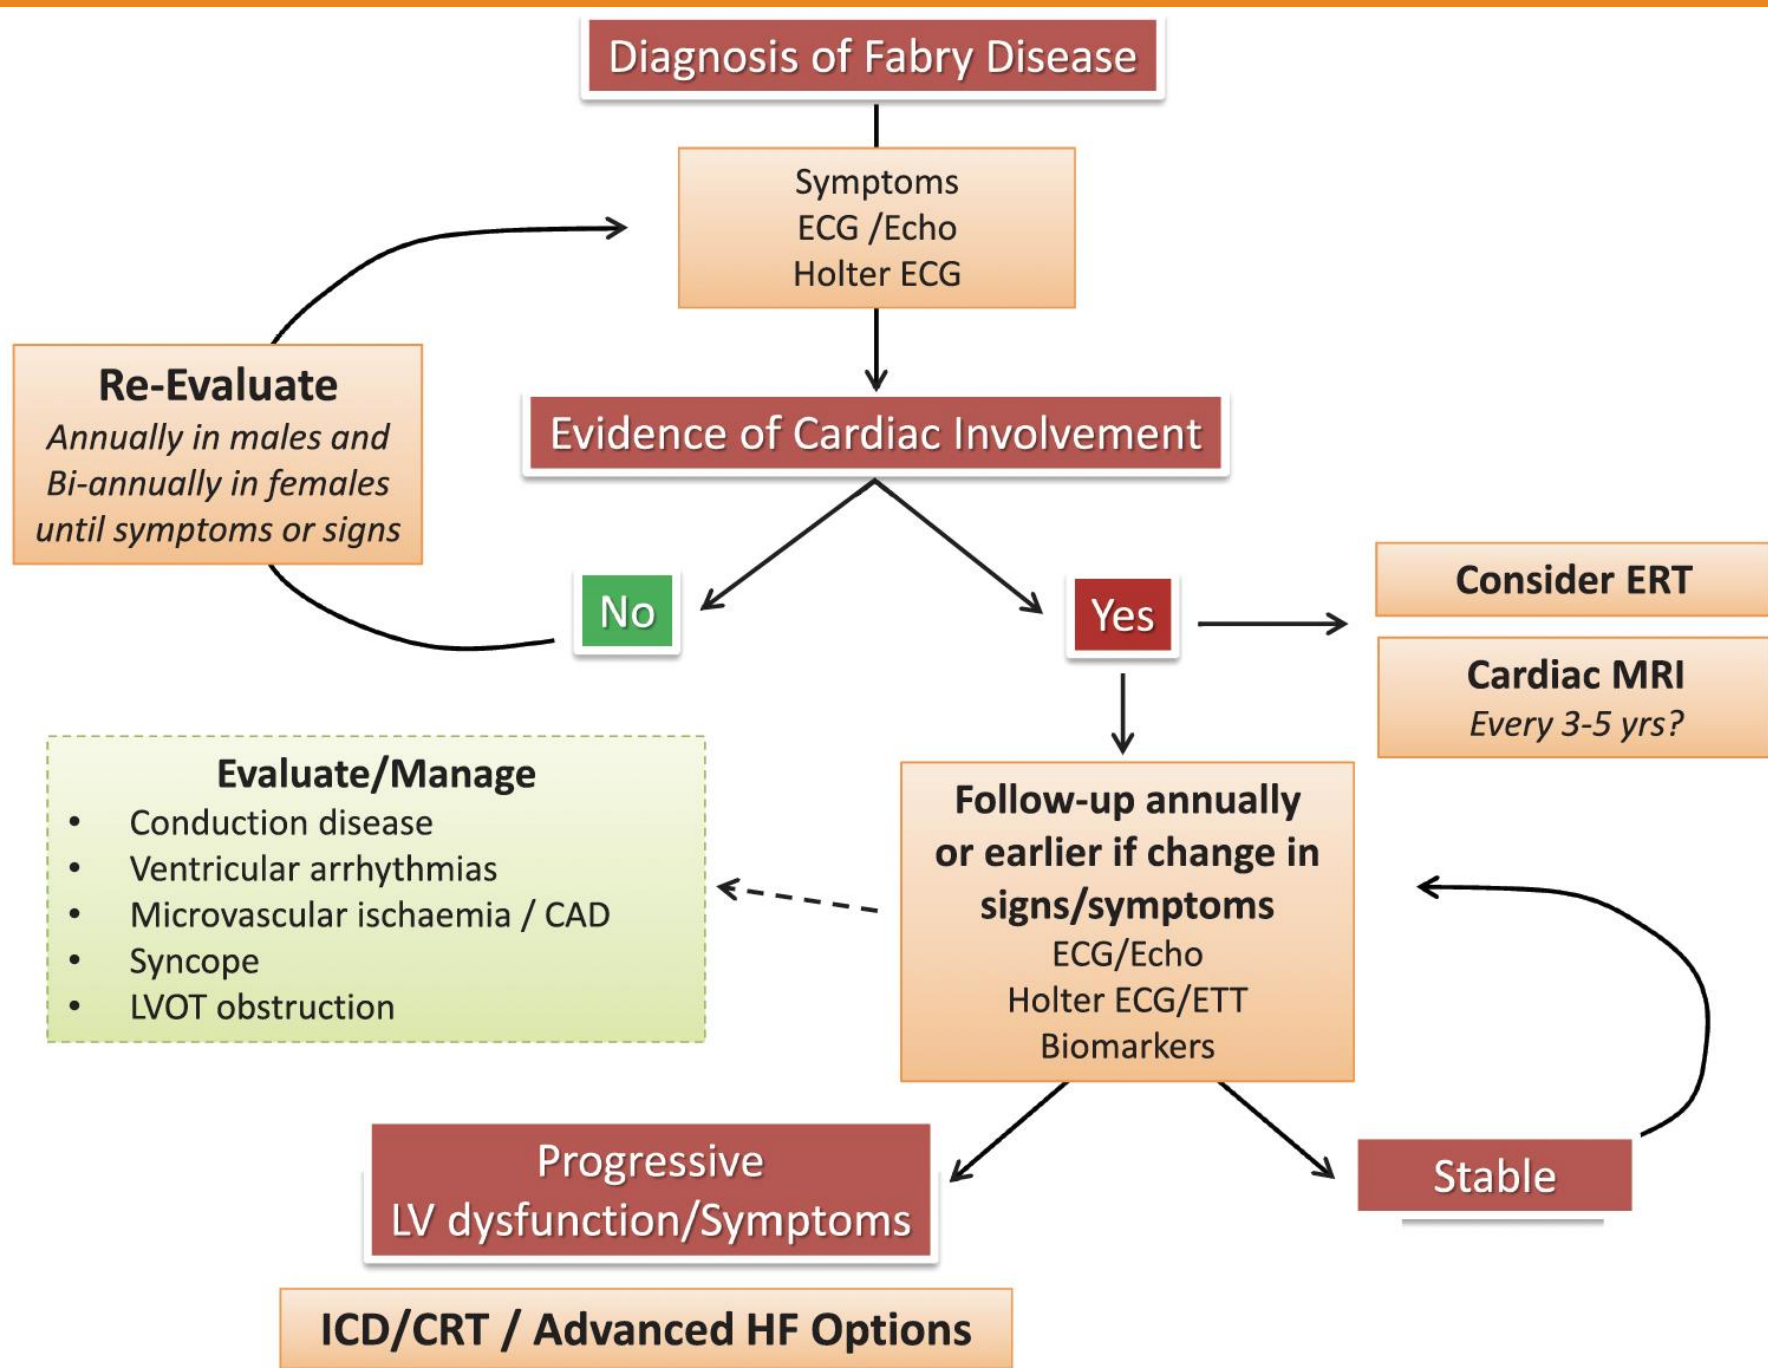 Diagnosis of Fabry Disease
Symptoms
ECG /Echo
Holter ECG
Re-Evaluate
Annually in males and
Bi-annually in females
until symptoms or signs
Evidence of Cardiac Involvement
No
Yes
Consider ERT
Cardiac MRI
Every 3-5 yrs?
Evaluate/Manage
• Conduction disease
• Ventricular arrhythmias
• Microvascular ischaemia / CAD
• Syncope
• LVOT obstruction
Follow-up annually
or earlier if change in
signs/symptoms
ECG/Echo
Holter ECG/ETT
Biomarkers
Progressive
LV dysfunction/Symptoms
Stable
ICD/CRT / Advanced HF Options